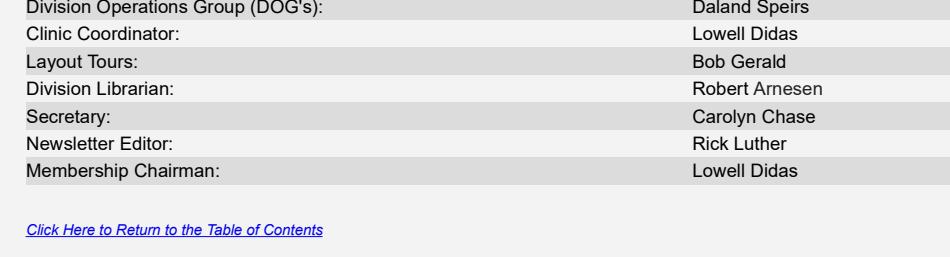 Division Operations Group (DOG's): Daland Speirs
Clinic Coordinator: Lowell Didas
Layout Tours: Bob Gerald
Division Librarian: Robert Arnesen
Secretary: Carolyn Chase
Newsletter Editor: Rick Luther
Membership Chairman: Lowell Didas
Click Here to Return to the Table of Contents